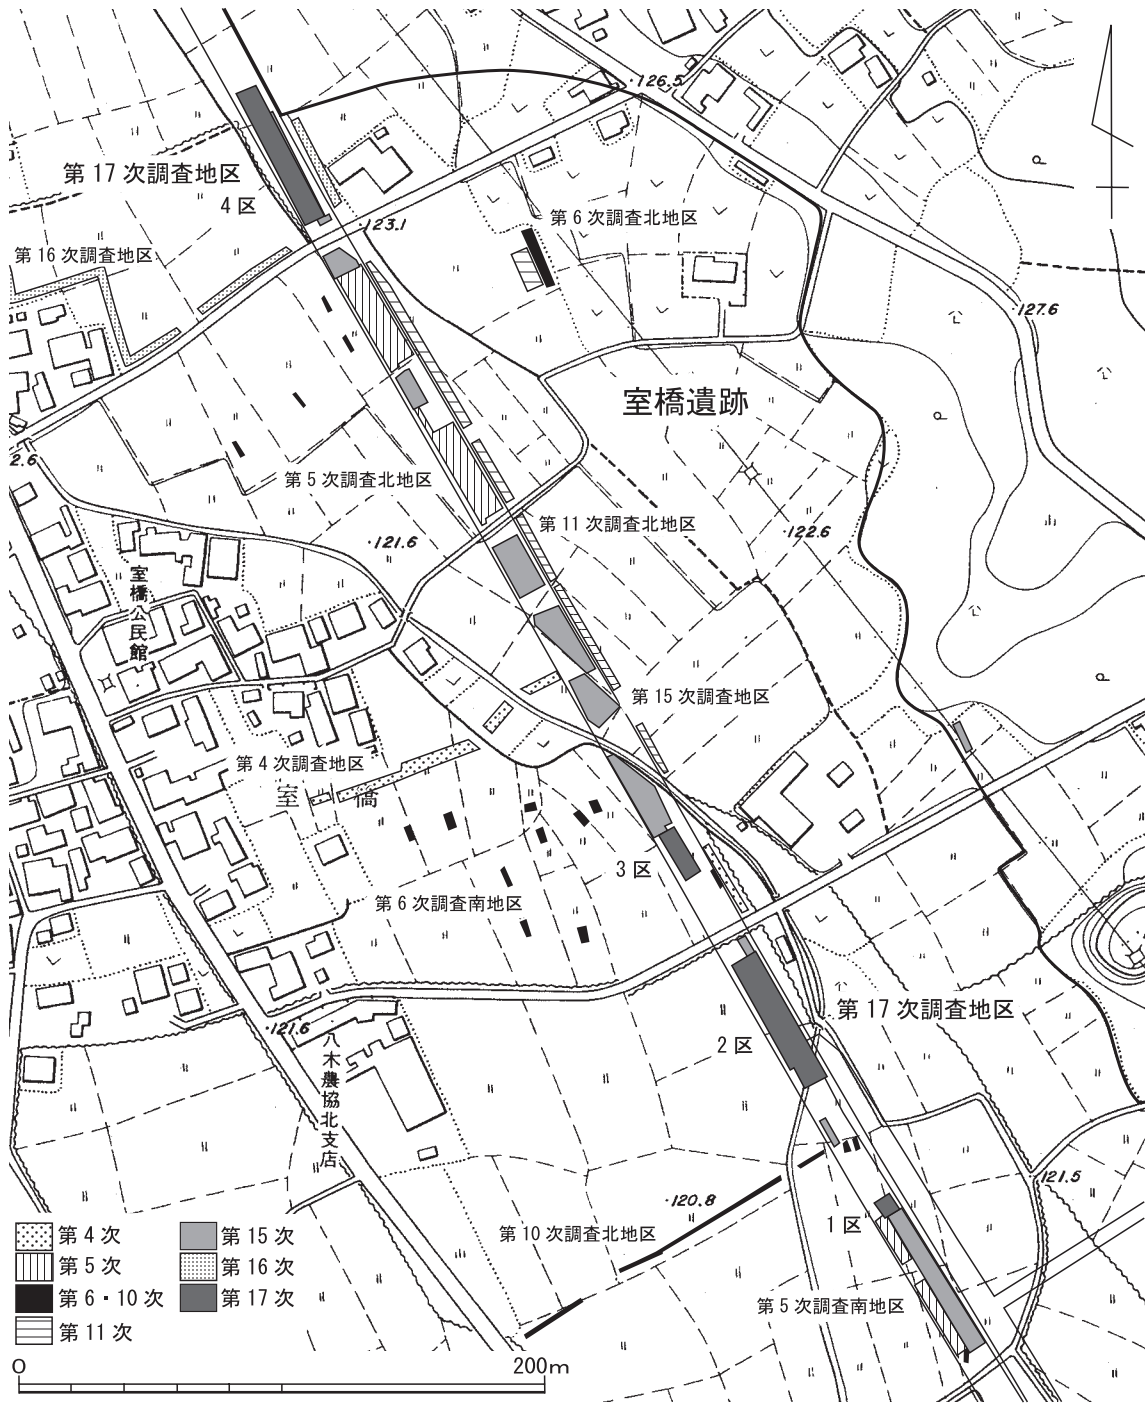 126.5
第17次調査地区
4区
123.1
第6次調査北地区
第16次調査地区
127.6
室橋遺跡
2.6
第5次調査北地区
第11次調査北地区
121.6
122.6
室橋公民館
第15次調査地区
第4次調査地区
室橋
3区
第6次調査南地区
第17次調査地区
121.6
2区
八木農協北支店
121.5
120.8
第10次調査北地区
1区
第5次調査南地区
第4次
第15次
第5次
第16次
第6・10次
第17次
第11次
0
200m